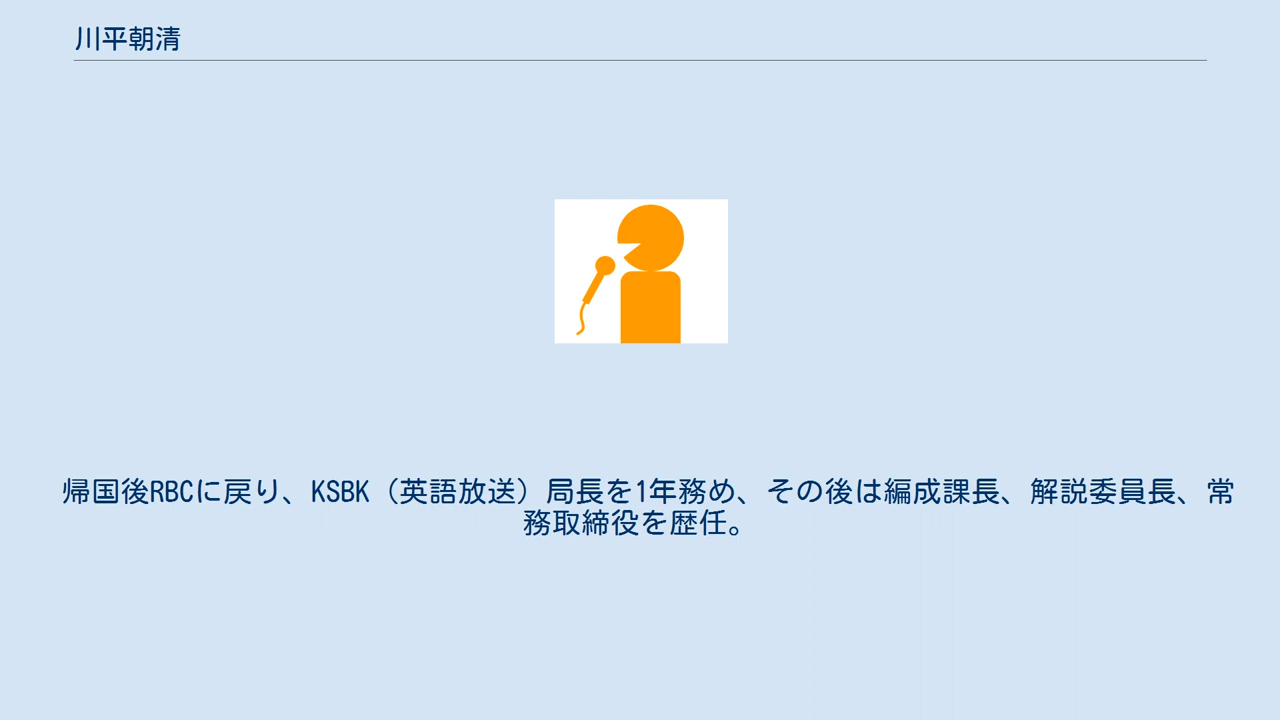 川平朝清
帰国後RBCに戻り、KSBK（英語放送）局長を1年務め、その後は編成課長、解説委員長、常
務取締役を歴任。